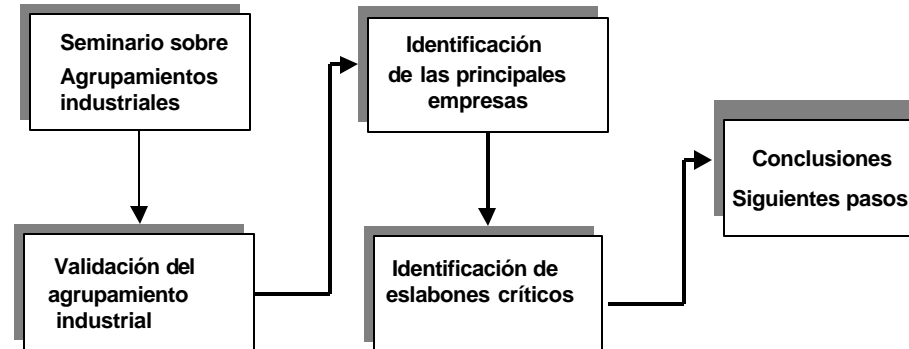 Seminario sobre
Agrupamientos
industriales
Validación del
agrupamiento
industrial
Identificación
de las principales
empresas
Identificación de
eslabones críticos
Conclusiones
Siguientes pasos